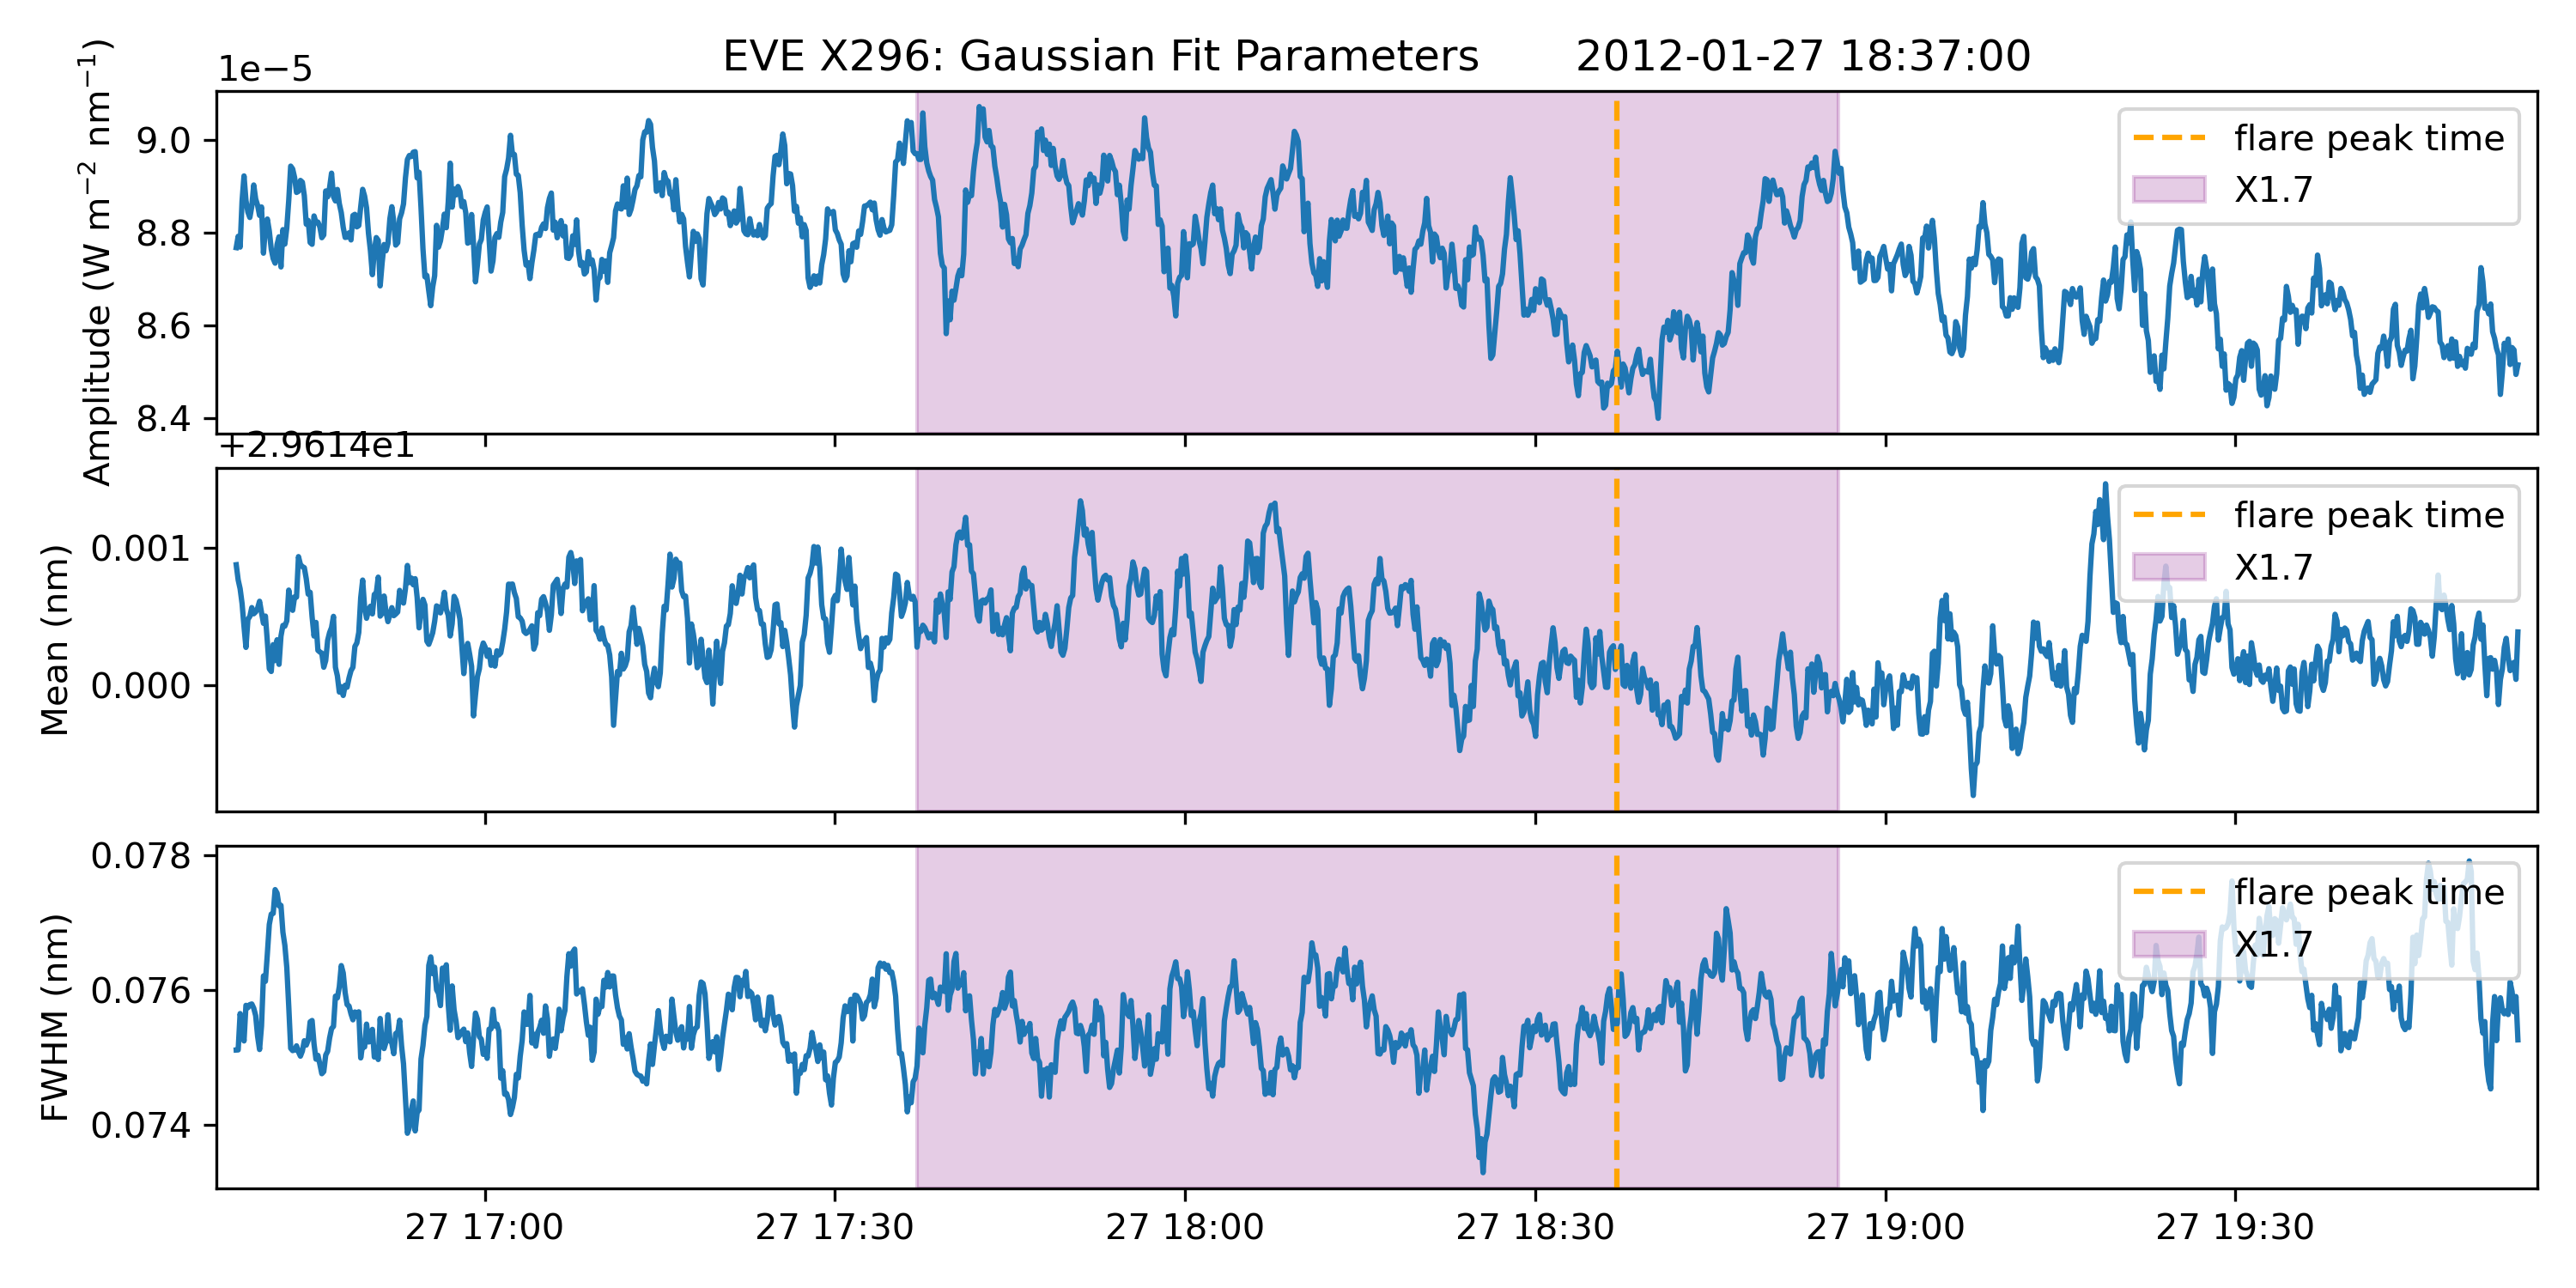 EVE X296: Gaussian Fit Parameters 2012-01-27 18:37:00
1e−5
Amplitude (W m⁻² nm⁻¹)
9.0
8.8
8.6
8.4
flare peak time
X1.7
+2.9614e1
Mean (nm)
0.001
0.000
flare peak time
X1.7
FWHM (nm)
0.078
0.076
0.074
flare peak time
X1.7
27 17:00 27 17:30 27 18:00 27 18:30 27 19:00 27 19:30